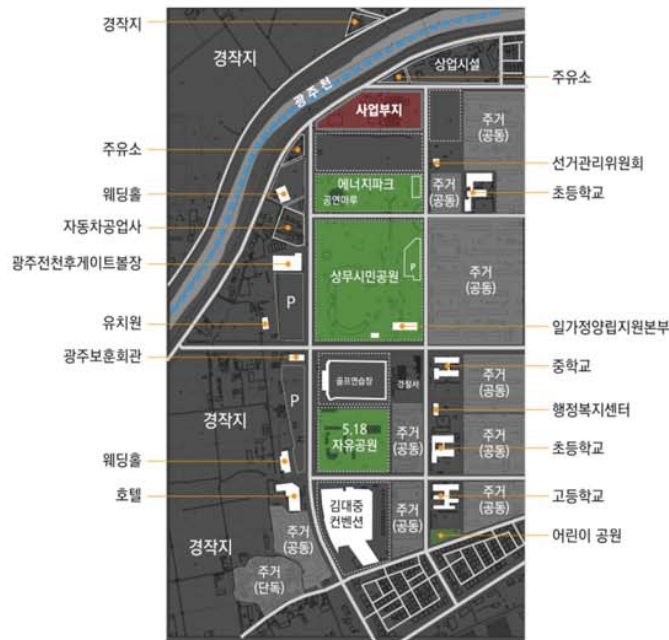 경작지
경작지
상업시설
주유소
광주천
사업부지
주거
(공동)
주유소
선거관리위원회
웨딩홀
에너지파크
공연마루
주거
(공동)
초등학교
자동차공업사
광주전천후게이트볼장
상무시민공원
P
주거
(공동)
P
유치원
일가정양립지원본부
광주보훈회관
중학교
경작지
P
골프연습장
경찰서
주거
(공동)
행정복지센터
5.18
자유공원
주거
(공동)
주거
(공동)
초등학교
웨딩홀
호텔
김대중
컨벤션
주거
(공동)
고등학교
주거
(공동)
경작지
주거
(공동)
어린이 공원
주거
(단독)